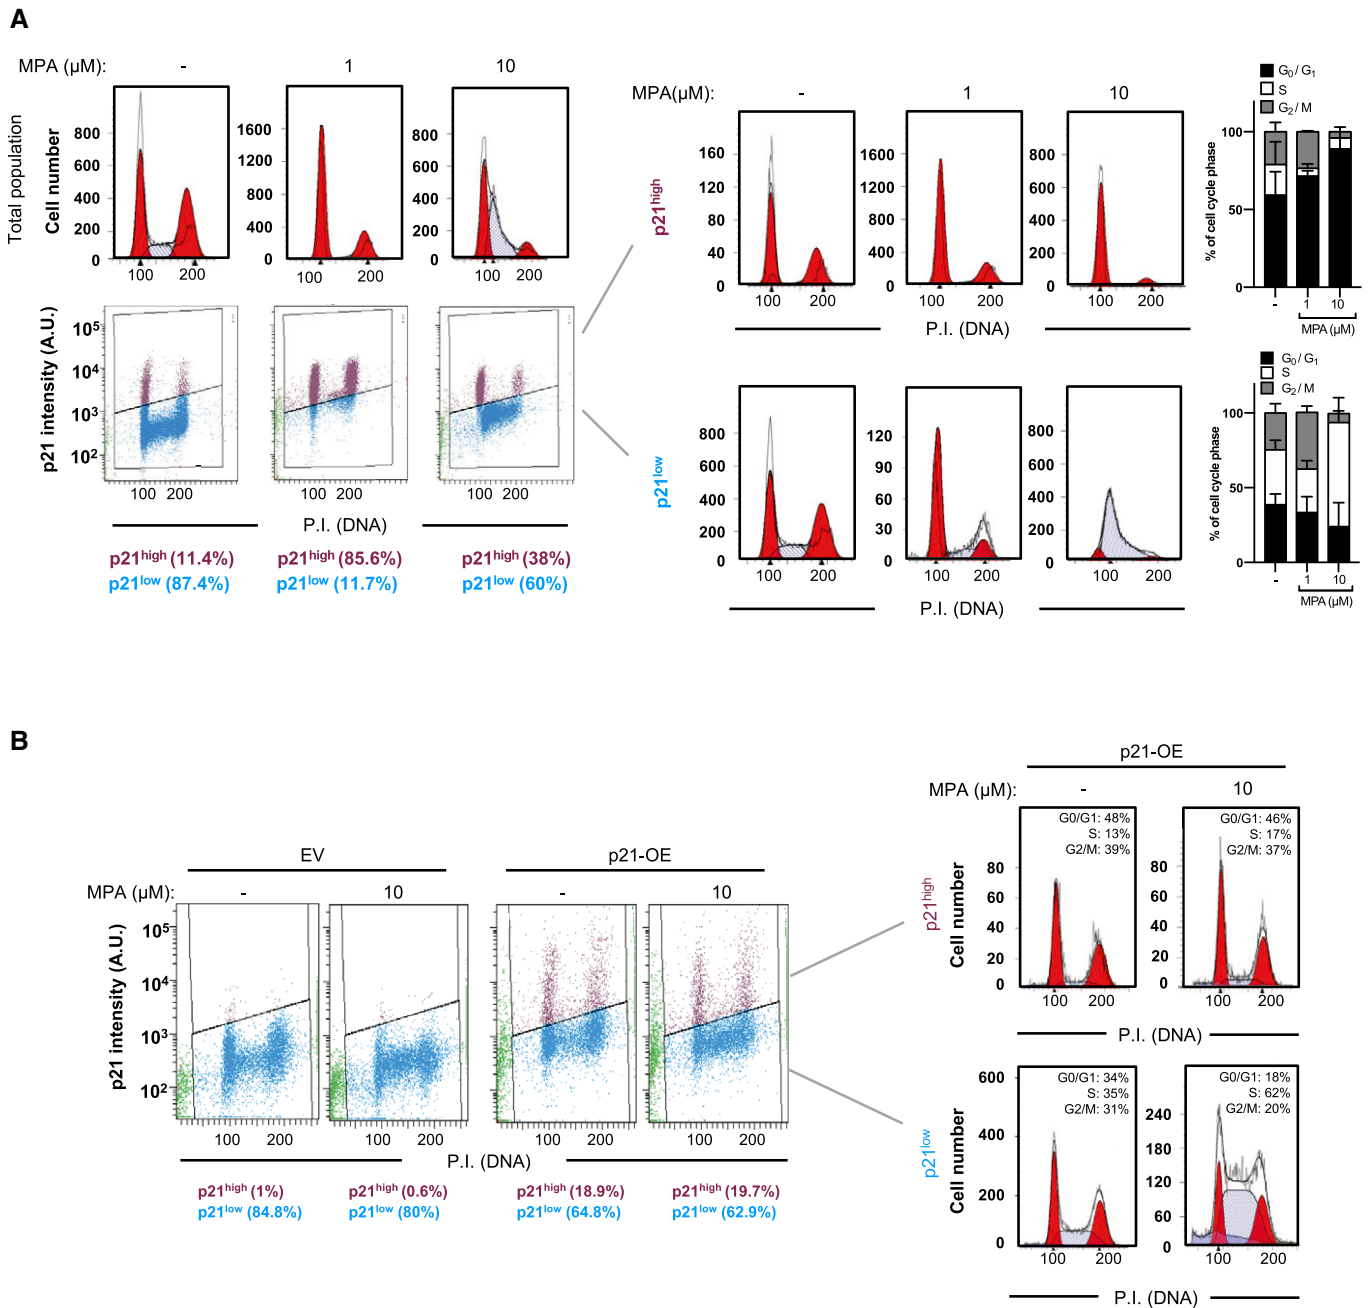 A
MPA (µM): - 1 10
Total population
Cell number
800
600
400
200
0
100 200
1600
1200
800
400
0
100 200
800
600
400
200
0
100 200
p21 intensity (A.U.)
10⁵
10⁴
10³
10²
100 200
100 200
100 200
P.I. (DNA)
p21high (11.4%) p21high (85.6%) p21high (38%)
p21low (87.4%) p21low (11.7%) p21low (60%)
MPA(µM): - 1 10
p21high
160
120
80
40
0
100 200
1600
1200
800
400
0
100 200
800
600
400
200
0
100 200
P.I. (DNA)
G₀/G₁
S
G₂/M
% of cell cycle phase
100
50
0
- 1 10
MPA (µM)
p21low
800
600
400
200
0
100 200
120
90
60
30
0
100 200
800
600
400
200
0
100 200
P.I. (DNA)
G₀/G₁
S
G₂/M
% of cell cycle phase
100
50
0
- 1 10
MPA (µM)
B
EV p21-OE
MPA (µM): - 10 - 10
p21 intensity (A.U.)
10⁵
10⁴
10³
10²
100 200
100 200
100 200
100 200
P.I. (DNA)
p21high (1%) p21high (0.6%) p21high (18.9%) p21high (19.7%)
p21low (84.8%) p21low (80%) p21low (64.8%) p21low (62.9%)
p21-OE
MPA (µM): - 10
p21high
Cell number
80
60
40
20
0
G0/G1: 48%
S: 13%
G2/M: 39%
100 200
80
60
40
20
0
G0/G1: 46%
S: 17%
G2/M: 37%
100 200
P.I. (DNA)
p21low
Cell number
600
400
200
0
G0/G1: 34%
S: 35%
G2/M: 31%
100 200
240
180
120
60
0
G0/G1: 18%
S: 62%
G2/M: 20%
100 200
P.I. (DNA)